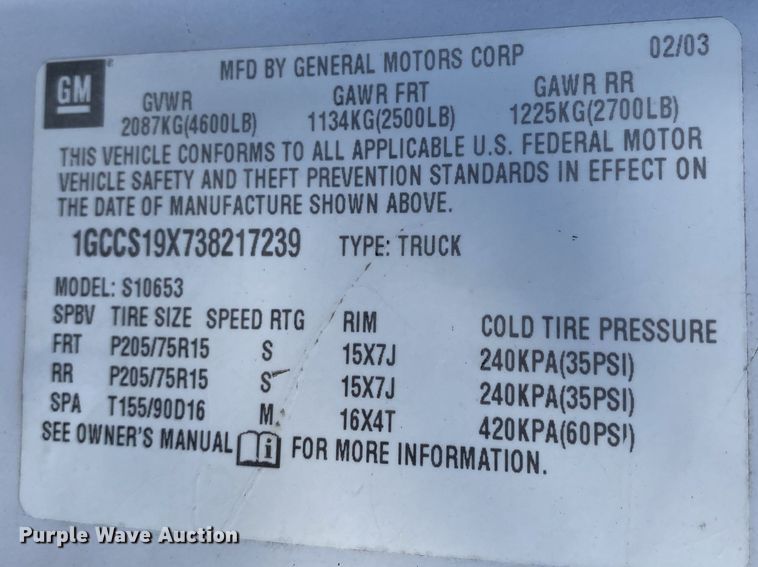 GM ®
MFD BY GENERAL MOTORS CORP 02/03
GVWR GAWR FRT GAWR RR
2087KG(4600LB) 1134KG(2500LB) 1225KG(2700LB)
THIS VEHICLE CONFORMS TO ALL APPLICABLE U.S. FEDERAL MOTOR
VEHICLE SAFETY AND THEFT PREVENTION STANDARDS IN EFFECT ON
THE DATE OF MANUFACTURE SHOWN ABOVE.
1GCCS19X738217239 TYPE: TRUCK
MODEL: S10653
SPBV TIRE SIZE SPEED RTG RIM COLD TIRE PRESSURE
FRT P205/75R15 S 15X7J 240KPA(35PSI)
RR P205/75R15 S 15X7J 240KPA(35PSI)
SPA T155/90D16 M 16X4T 420KPA(60PSI)
SEE OWNER'S MANUAL i FOR MORE INFORMATION.
Purple Wave Auction